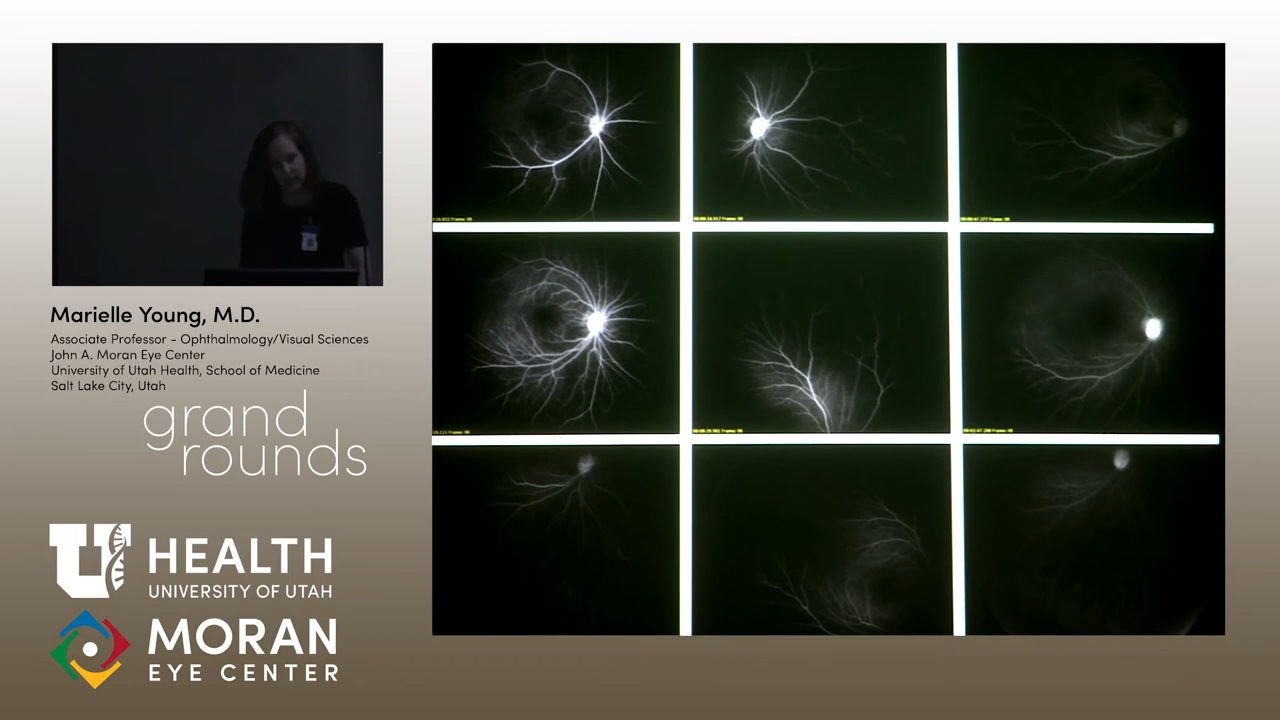 Marielle Young, M.D.
Associate Professor - Ophthalmology/Visual Sciences
John A. Moran Eye Center
University of Utah Health, School of Medicine
Salt Lake City, Utah
grand
rounds
U HEALTH
UNIVERSITY OF UTAH
MORAN
EYE CENTER